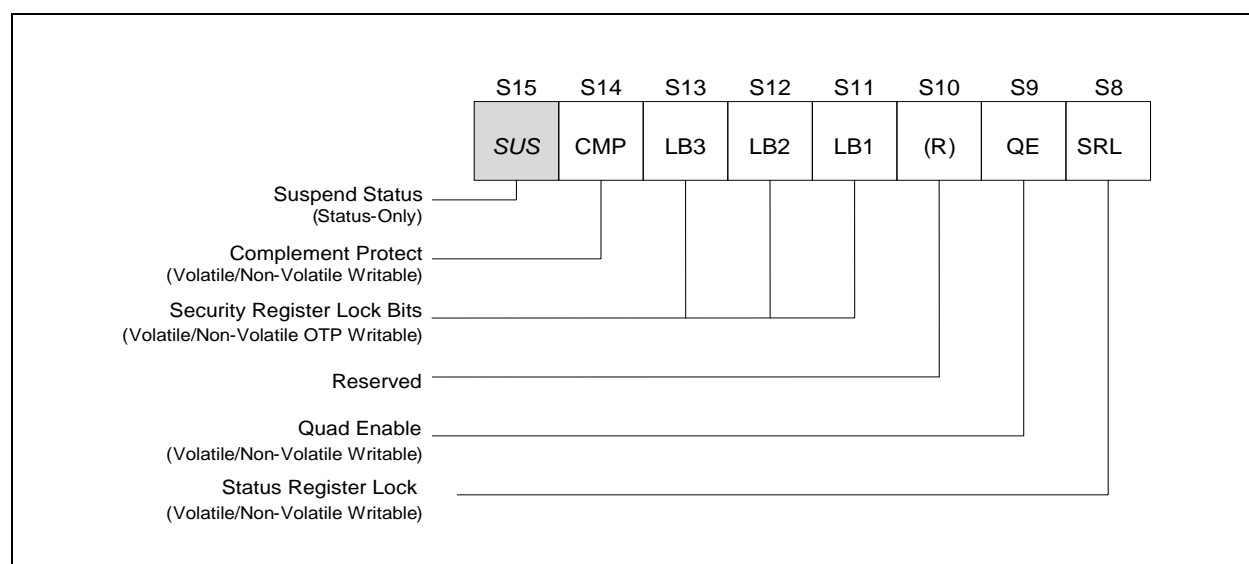 S15 S14 S13 S12 S11 S10 S9 S8
SUS CMP LB3 LB2 LB1 (R) QE SRL
Suspend Status
(Status-Only)
Complement Protect
(Volatile/Non-Volatile Writable)
Security Register Lock Bits
(Volatile/Non-Volatile OTP Writable)
Reserved
Quad Enable
(Volatile/Non-Volatile Writable)
Status Register Lock
(Volatile/Non-Volatile Writable)